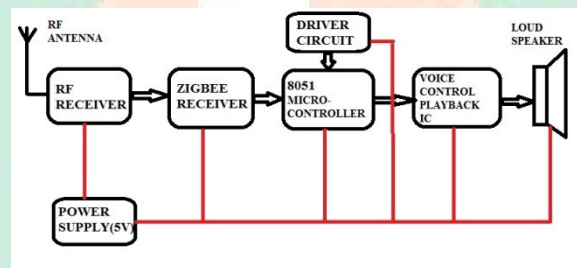 RF
ANTENNA
DRIVER
CIRCUIT
LOUD
SPEAKER
RF
RECEIVER
ZIGBEE
RECEIVER
8051
MICRO-
CONTROLLER
VOICE
CONTROL
PLAYBACK
IC
POWER
SUPPLY(5V)